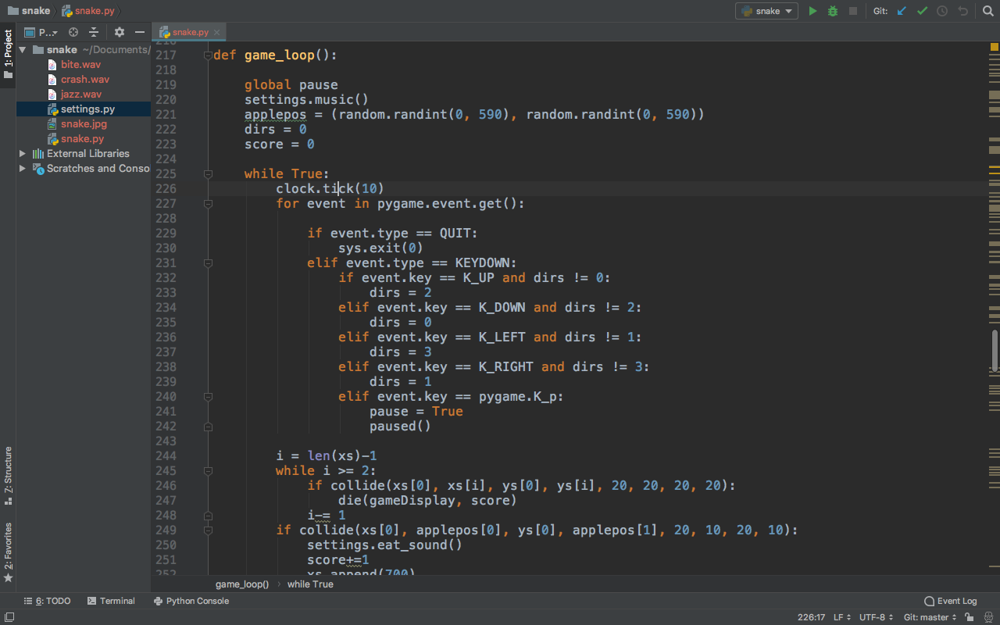 snake snake.py snake Git:
1: Project P... snake.py
snake ~/Documents/
bite.wav
crash.wav
jazz.wav
settings.py
snake.jpg
snake.py
External Libraries
Scratches and Conso
7: Structure
2: Favorites
216
217 def game_loop():
218
219 global pause
220 settings.music()
221 applepos = (random.randint(0, 590), random.randint(0, 590))
222 dirs = 0
223 score = 0
224
225 while True:
226 clock.tick(10)
227 for event in pygame.event.get():
228
229 if event.type == QUIT:
230 sys.exit(0)
231 elif event.type == KEYDOWN:
232 if event.key == K_UP and dirs != 0:
233 dirs = 2
234 elif event.key == K_DOWN and dirs != 2:
235 dirs = 0
236 elif event.key == K_LEFT and dirs != 1:
237 dirs = 3
238 elif event.key == K_RIGHT and dirs != 3:
239 dirs = 1
240 elif event.key == pygame.K_p:
241 pause = True
242 paused()
243
244 i = len(xs)-1
245 while i >= 2:
246 if collide(xs[0], xs[i], ys[0], ys[i], 20, 20, 20, 20):
247 die(gameDisplay, score)
248 i-= 1
249 if collide(xs[0], applepos[0], ys[0], applepos[1], 20, 10, 20, 10):
250 settings.eat_sound()
251 score+=1
252 xs.append(700)
game_loop() while True
6: TODO Terminal Python Console Event Log
226:17 LF UTF-8 Git: master